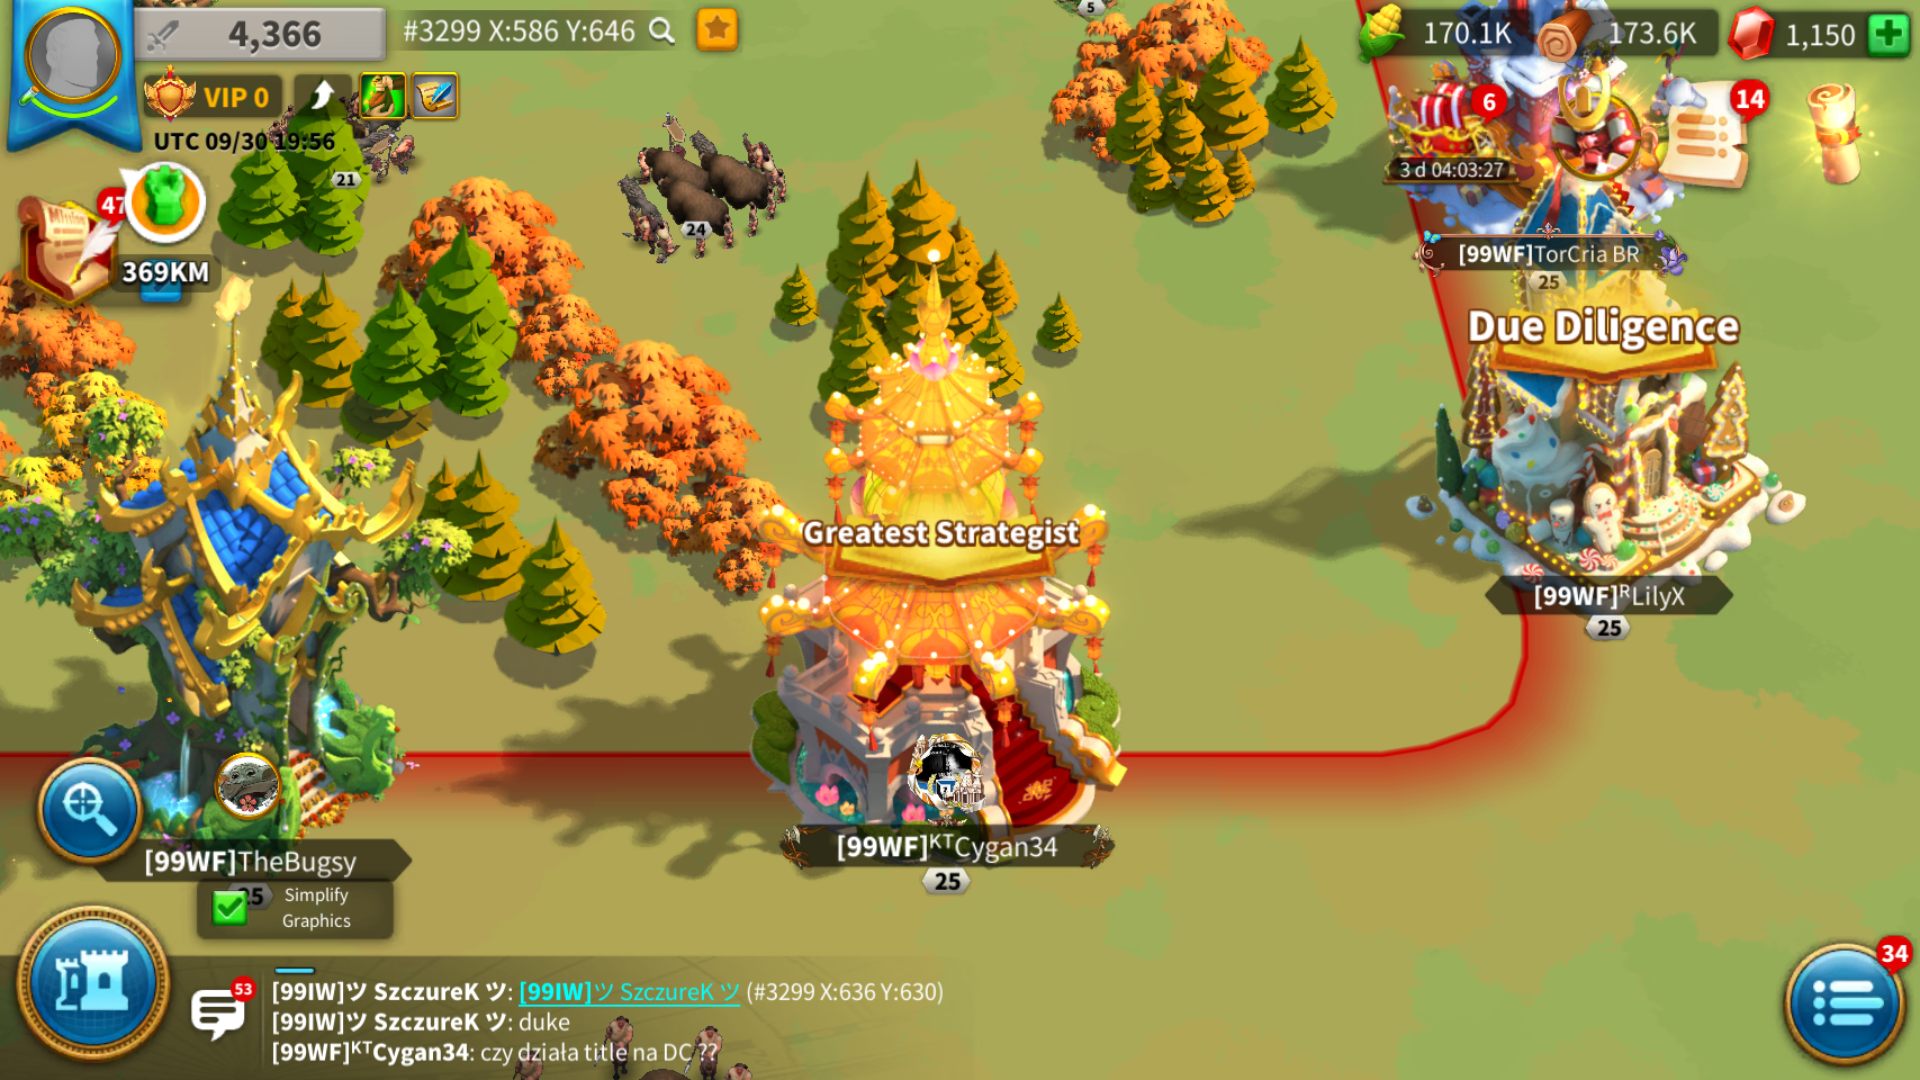 4,366
#3299 X:586 Y:646
5
170.1K
173.6K
1,150
VIP 0
UTC 09/30 19:56
21
24
6
14
3 d 04:03:27
Mission
47
369KM
[99WF]TorCria BR
25
Due Diligence
Greatest Strategist
[99WF]ᴿLilyX
25
[99WF]TheBugsy
25
[99WF]ᴷᵀCygan34
25
Simplify
Graphics
34
53
[99IW]ツ SzczureK ツ: [99IW]ツ SzczureK ツ (#3299 X:636 Y:630)
[99IW]ツ SzczureK ツ: duke
[99WF]ᴷᵀCygan34: czy działa title na DC ??